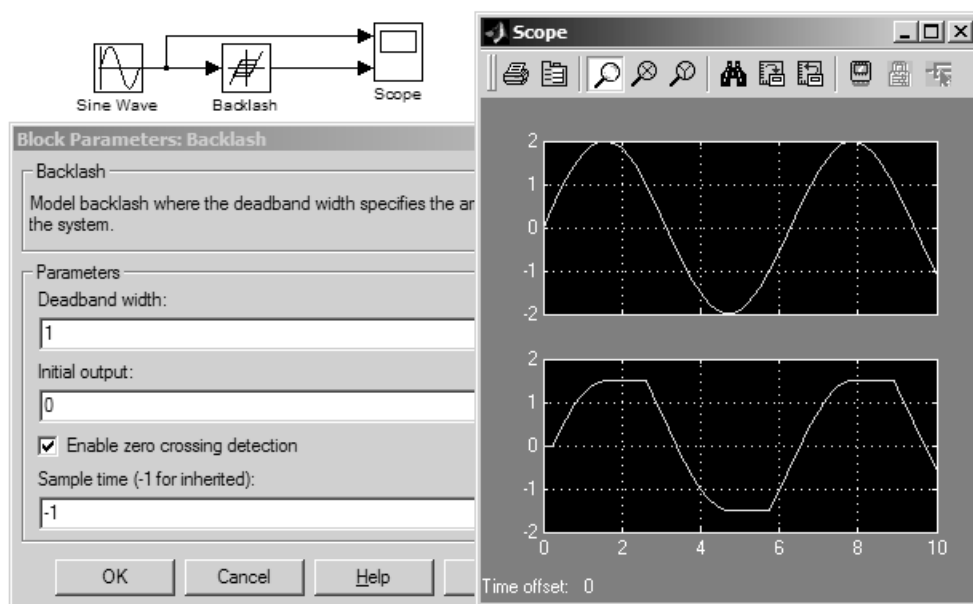 Sine Wave
Backlash
Scope
Block Parameters: Backlash
Backlash
Model backlash where the deadband width specifies the
the system.
Parameters
Deadband width:
1
Initial output:
0
Enable zero crossing detection
Sample time (-1 for inherited):
-1
OK
Cancel
Help
Scope
2
1
0
-1
-2
2
1
0
-1
-2
0
2
4
6
8
10
Time offset: 0